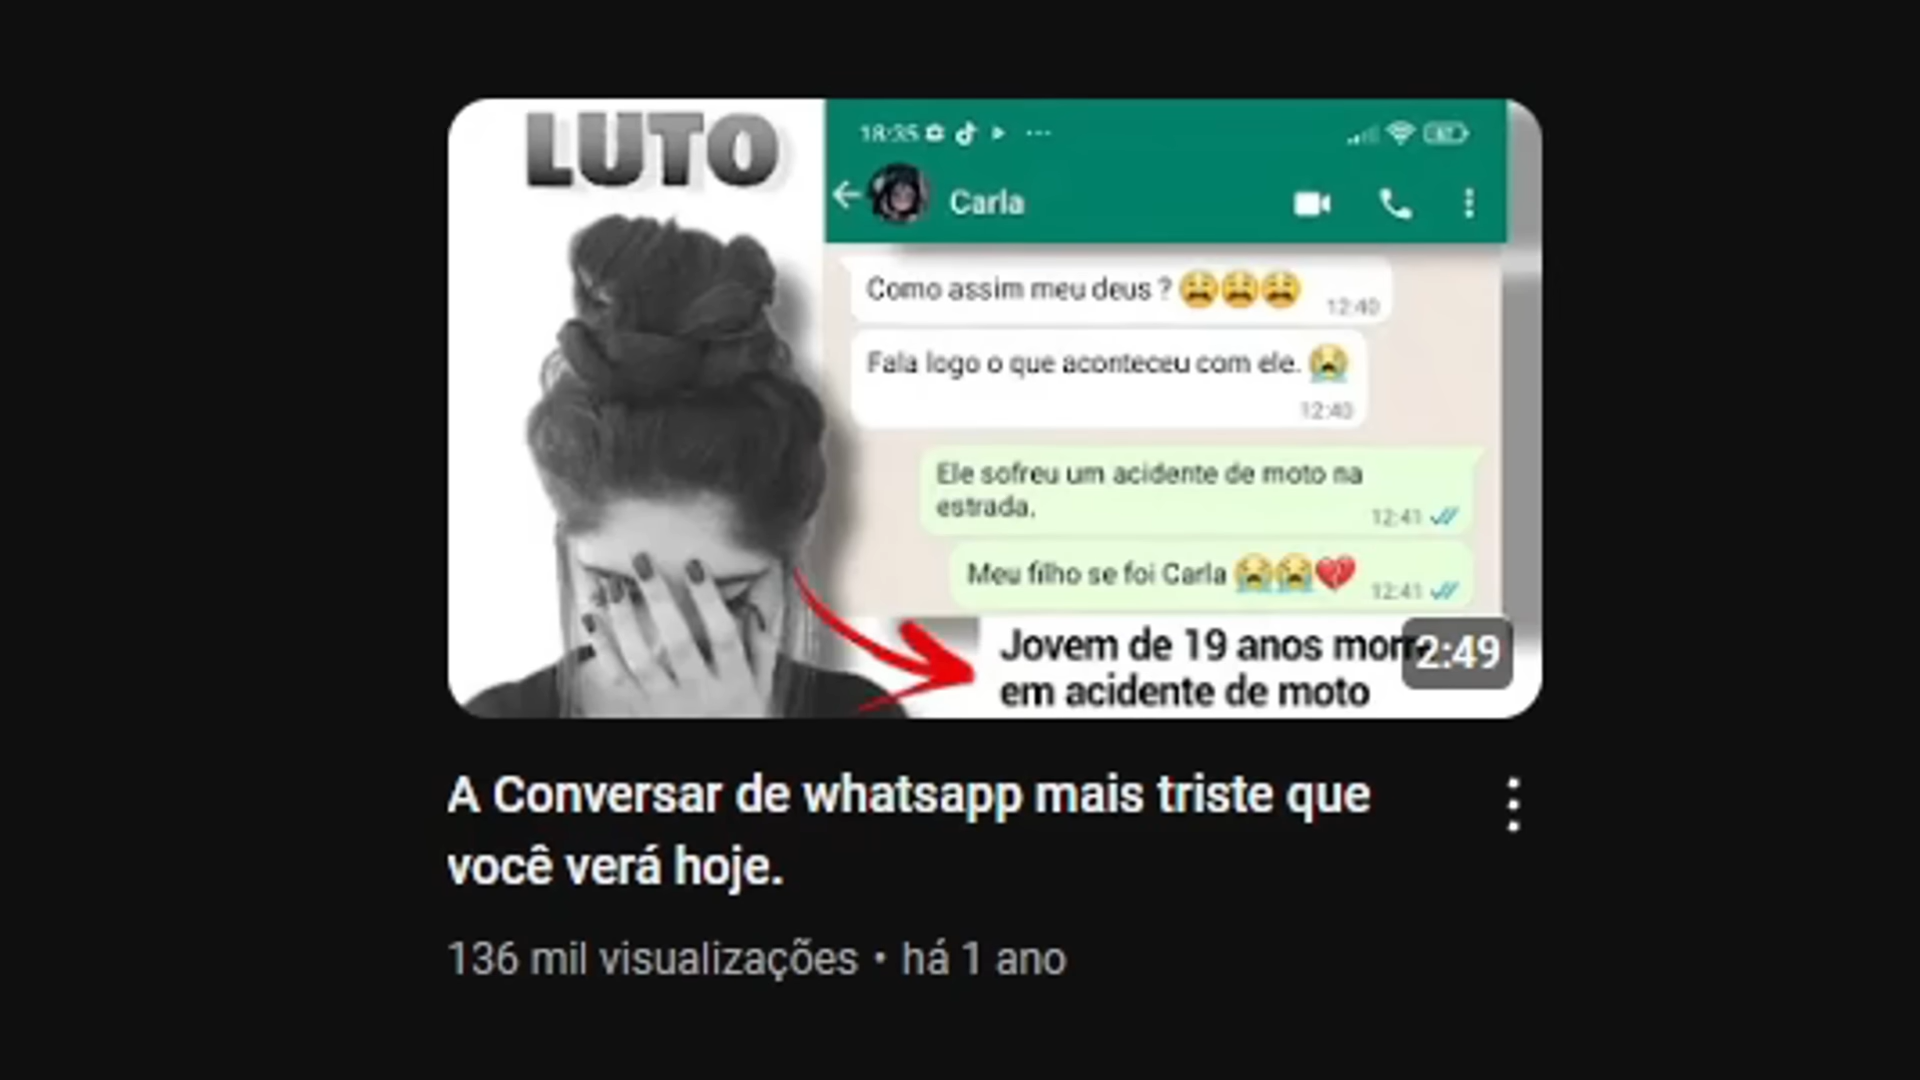 LUTO
18:35
Carla
Como assim meu deus ? 😩😩😩
12:40
Fala logo o que aconteceu com ele. 😭
12:40
Ele sofreu um acidente de moto na
estrada.
12:41
Meu filho se foi Carla 😭😭💔
12:41
Jovem de 19 anos
em acidente de moto
2:49
A Conversar de whatsapp mais triste que
você verá hoje.
136 mil visualizações • há 1 ano